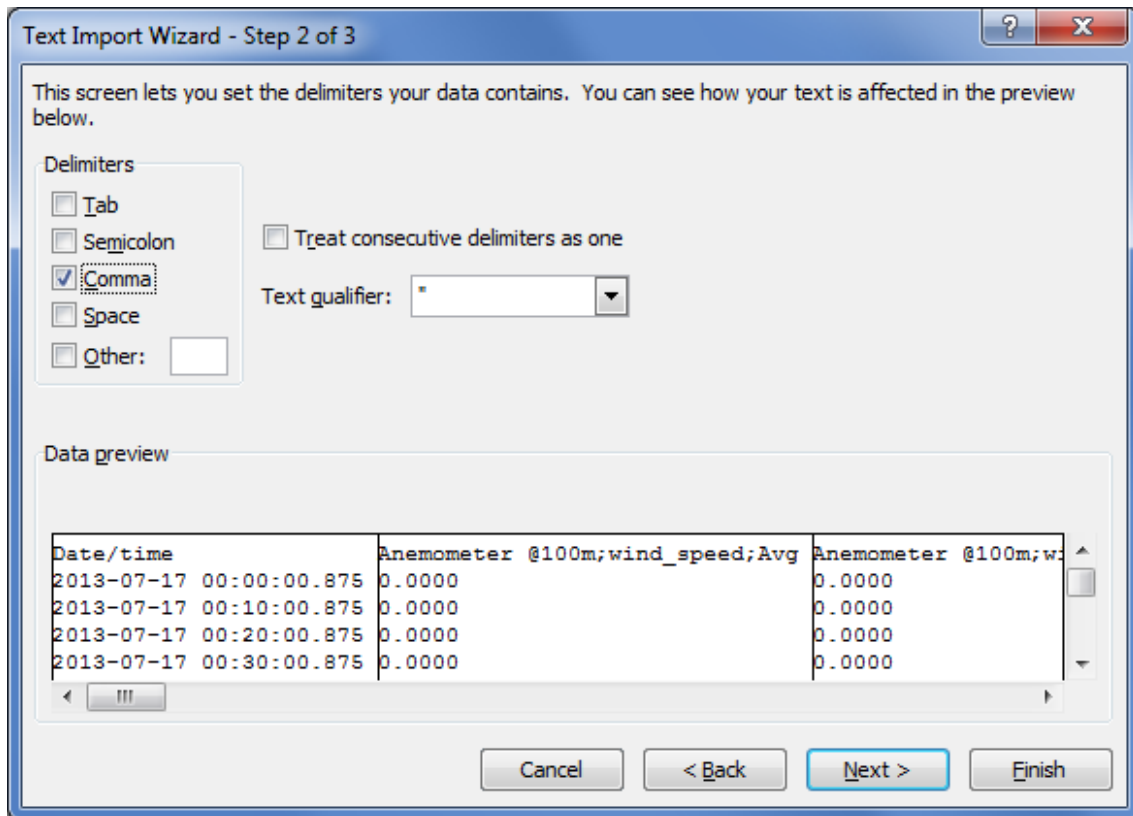 Text Import Wizard - Step 2 of 3
This screen lets you set the delimiters your data contains. You can see how your text is affected in the preview
below.
Delimiters
Tab
Semicolon
Comma
Space
Other:
Treat consecutive delimiters as one
Text qualifier: "
Data preview
Date/time Anemometer @100m;wind_speed;Avg Anemometer @100m;wi
2013-07-17 00:00:00.875 0.0000 0.0000
2013-07-17 00:10:00.875 0.0000 0.0000
2013-07-17 00:20:00.875 0.0000 0.0000
2013-07-17 00:30:00.875 0.0000 0.0000
Cancel < Back Next > Finish